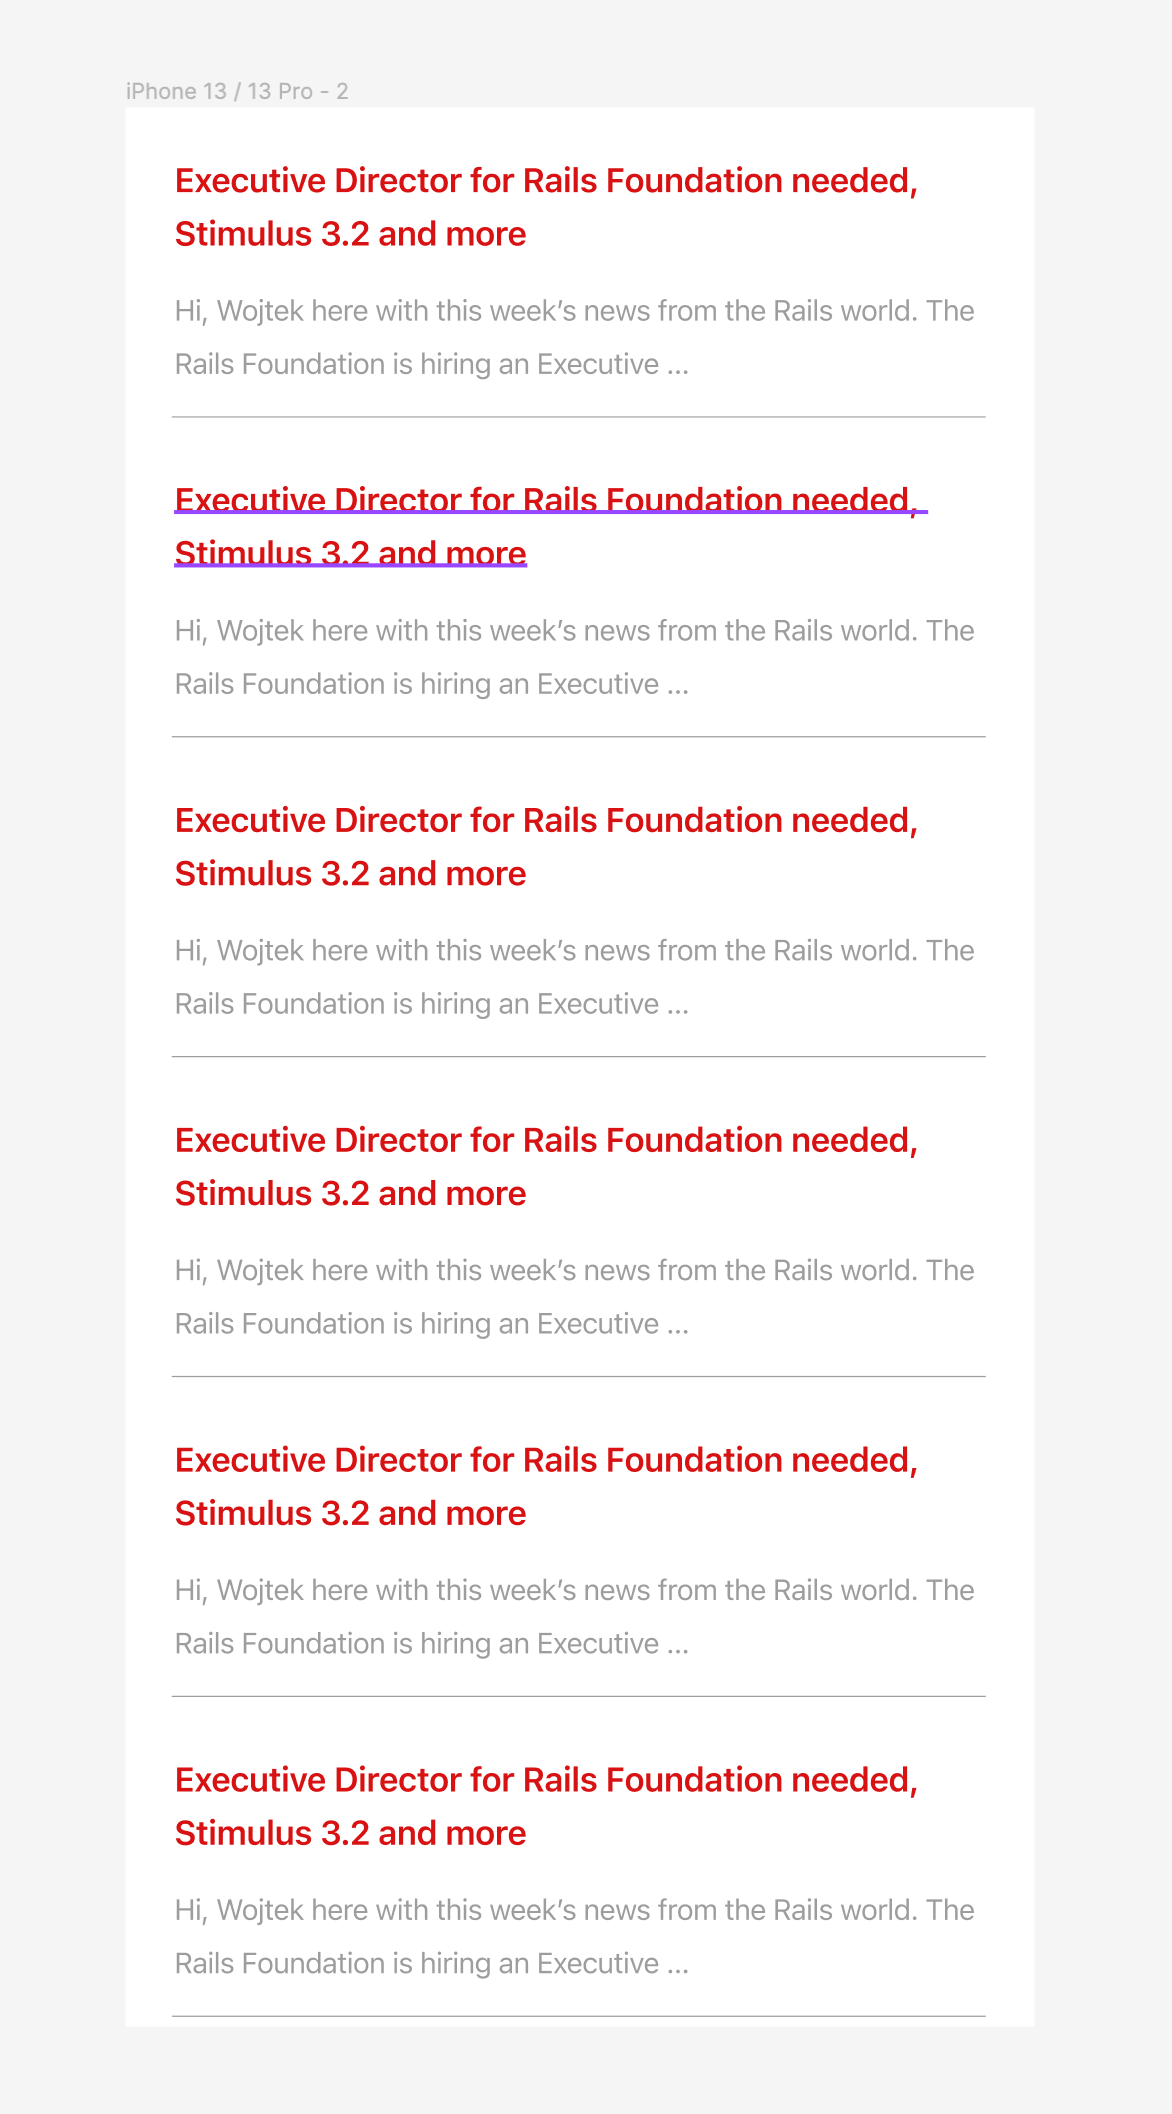 iPhone 13 / 13 Pro - 2
Executive Director for Rails Foundation needed,
Stimulus 3.2 and more
Hi, Wojtek here with this week’s news from the Rails world. The
Rails Foundation is hiring an Executive ...
Executive Director for Rails Foundation needed,
Stimulus 3.2 and more
Hi, Wojtek here with this week’s news from the Rails world. The
Rails Foundation is hiring an Executive ...
Executive Director for Rails Foundation needed,
Stimulus 3.2 and more
Hi, Wojtek here with this week’s news from the Rails world. The
Rails Foundation is hiring an Executive ...
Executive Director for Rails Foundation needed,
Stimulus 3.2 and more
Hi, Wojtek here with this week’s news from the Rails world. The
Rails Foundation is hiring an Executive ...
Executive Director for Rails Foundation needed,
Stimulus 3.2 and more
Hi, Wojtek here with this week’s news from the Rails world. The
Rails Foundation is hiring an Executive ...
Executive Director for Rails Foundation needed,
Stimulus 3.2 and more
Hi, Wojtek here with this week’s news from the Rails world. The
Rails Foundation is hiring an Executive ...